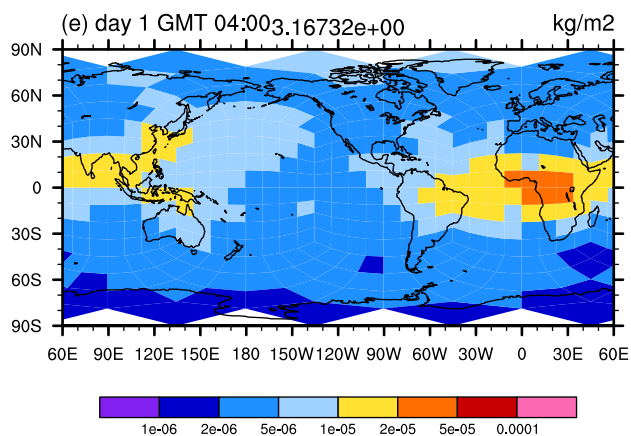 (e) day 1 GMT 04:00 3.16732e+00 kg/m2
90N
60N
30N
0
30S
60S
90S
60E 90E 120E 150E 180 150W 120W 90W 60W 30W 0 30E 60E
1e-06 2e-06 5e-06 1e-05 2e-05 5e-05 0.0001